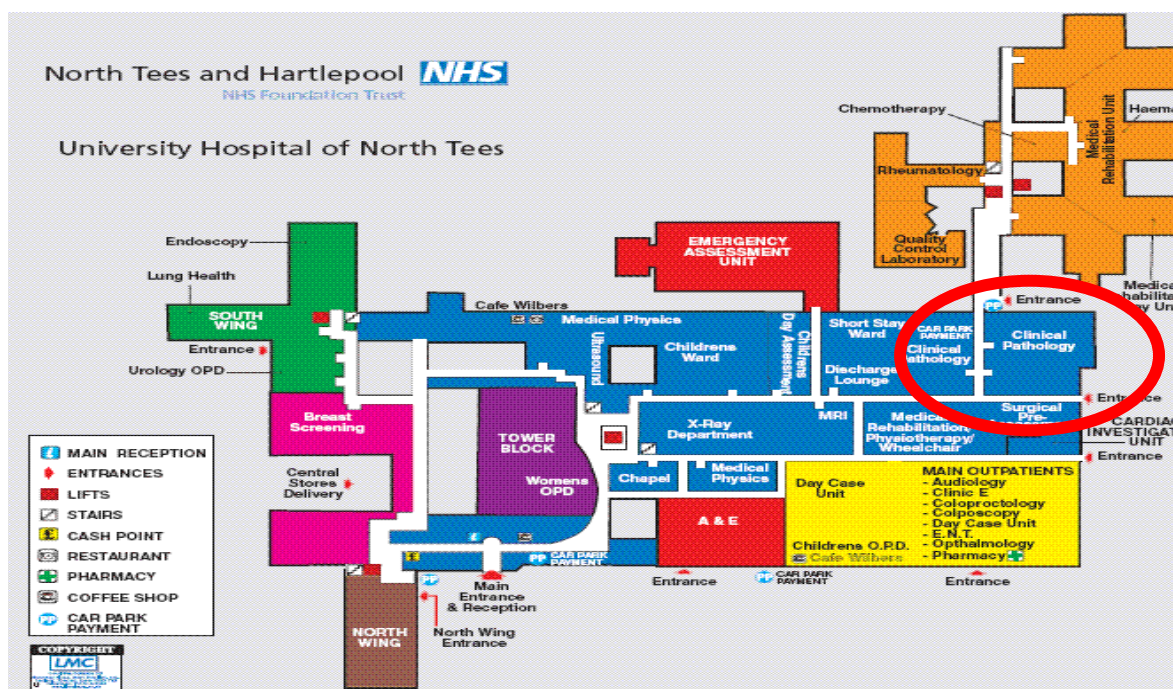 North Tees and Hartlepool NHS
NHS Foundation Trust
University Hospital of North Tees
Chemotherapy
Medical
Rehabilitation Unit
Haema
Rheumatology
Quality
Control
Laboratory
Endoscopy
Lung Health
SOUTH
WING
Entrance
Urology OPD
EMERGENCY
ASSESSMENT
UNIT
Cafe Wilbers
Medical Physics
Ultrasound
Childrens
Ward
Childrens
Day Assessment
Short Stay
Ward
CAR PARK
PAYMENT
Clinical
Pathology
Discharge
Lounge
PP
Entrance
Clinical
Pathology
Entrance
Breast
Screening
TOWER
BLOCK
Womens
OPD
X-Ray
Department
MRI
Medical
Rehabilitation/
Physiotherapy/
Wheelchair
Surgical
Pre-
CARDIAC
INVESTIGAT
UNIT
Entrance
Central
Stores
Delivery
Chapel
Medical
Physics
A & E
Day Case
Unit
Childrens O.P.D.
Cafe Wilbers
MAIN OUTPATIENTS
- Audiology
- Clinic E
- Coloproctology
- Colposcopy
- Day Case Unit
- E.N.T.
- Opthalmology
- Pharmacy
i
£
PP CAR PARK
PAYMENT
Entrance
PP CAR PARK
PAYMENT
Entrance
PP
Main
Entrance
& Reception
North Wing
Entrance
NORTH
WING
i MAIN RECEPTION
ENTRANCES
LIFTS
STAIRS
£ CASH POINT
RESTAURANT
PHARMACY
COFFEE SHOP
PP CAR PARK
PAYMENT
COPYRIGHT
LMC